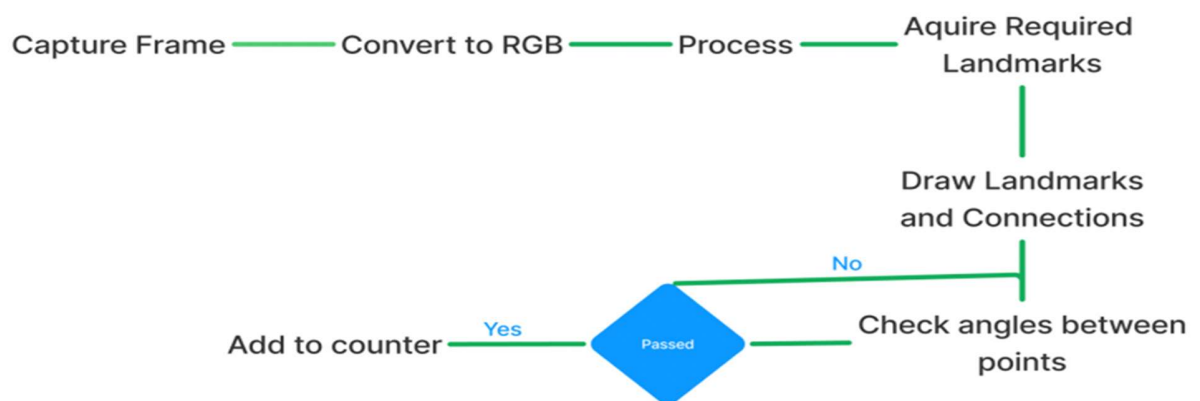 Capture Frame
Convert to RGB
Process
Aquire Required
Landmarks
Draw Landmarks
and Connections
No
Check angles between
points
Passed
Yes
Add to counter